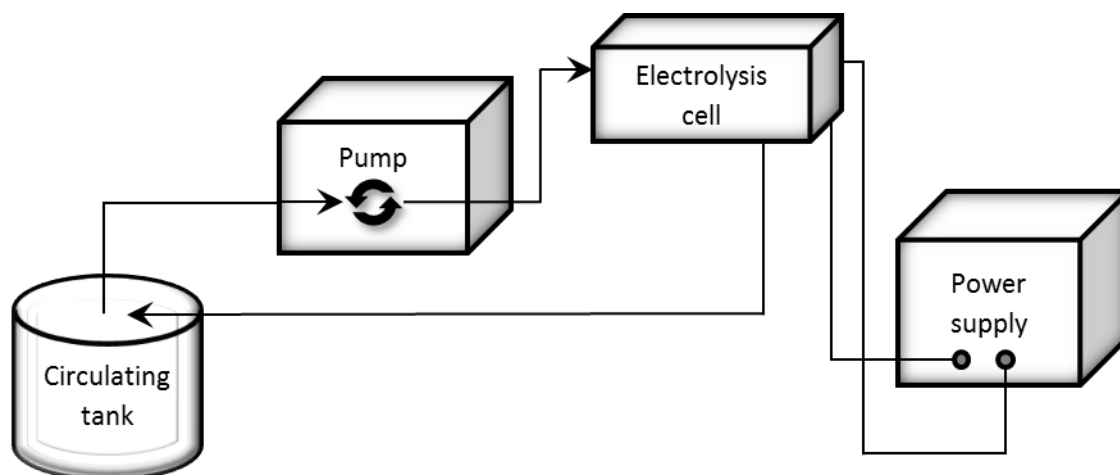 Electrolysis
cell
Pump
Power
supply
Circulating
tank